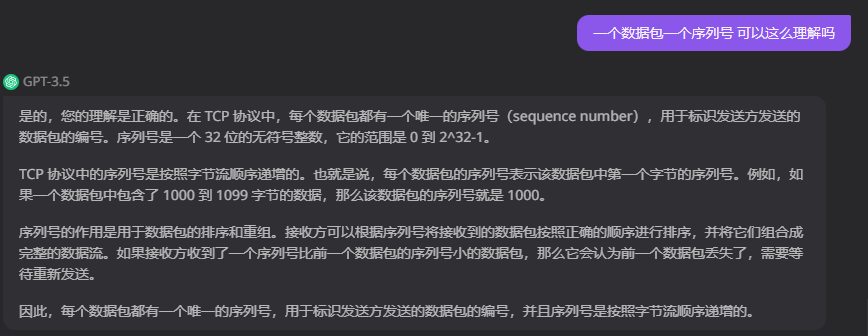 一个数据包一个序列号 可以这么理解吗
GPT-3.5
是的，您的理解是正确的。在 TCP 协议中，每个数据包都有一个唯一的序列号（sequence number），用于标识发送方发送的
数据包的编号。序列号是一个 32 位的无符号整数，它的范围是 0 到 2^32-1。
TCP 协议中的序列号是按照字节流顺序递增的。也就是说，每个数据包的序列号表示该数据包中第一个字节的序列号。例如，如
果一个数据包中包含了 1000 到 1099 字节的数据，那么该数据包的序列号就是 1000。
序列号的作用是用于数据包的排序和重组。接收方可以根据序列号将接收到的数据包按照正确的顺序进行排序，并将它们组合成
完整的数据流。如果接收方收到了一个序列号比前一个数据包的序列号小的数据包，那么它会认为前一个数据包丢失了，需要等
待重新发送。
因此，每个数据包都有一个唯一的序列号，用于标识发送方发送的数据包的编号，并且序列号是按照字节流顺序递增的。